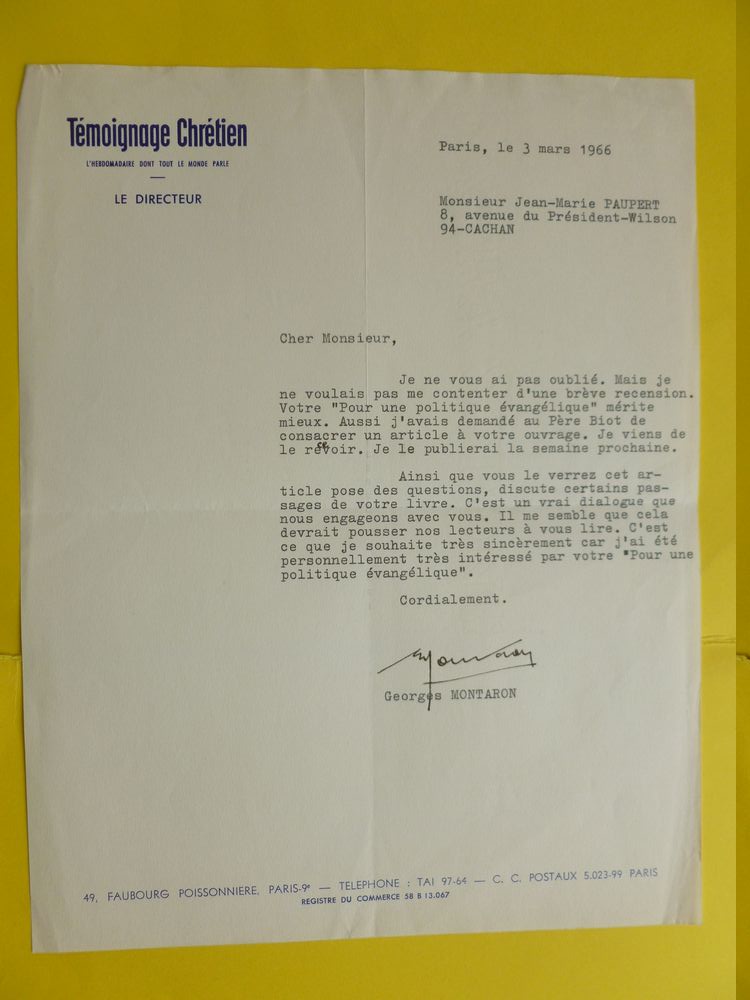 Témoignage Chrétien
L'HEBDOMADAIRE DONT TOUT LE MONDE PARLE
LE DIRECTEUR
Paris, le 3 mars 1966
Monsieur Jean-Marie PAUPERT
8, avenue du Président-Wilson
94-CACHAN
Cher Monsieur,
Je ne vous ai pas oublié. Mais je
ne voulais pas me contenter d'une brève recension.
Votre "Pour une politique évangélique" mérite
mieux. Aussi j'avais demandé au Père Biot de
consacrer un article à votre ouvrage. Je viens de
le recevoir. Je le publierai la semaine prochaine.
Ainsi que vous le verrez cet ar-
ticle pose des questions, discute certains pas-
sages de votre livre. C'est un vrai dialogue que
nous engageons avec vous. Il me semble que cela
devrait pousser nos lecteurs à vous lire. C'est
ce que je souhaite très sincèrement car j'ai été
personnellement très intéressé par votre "Pour une
politique évangélique".
Cordialement.
Georges MONTARON
49, FAUBOURG POISSONNIERE, PARIS-9e — TELEPHONE : TAI 97-64 — C. C. POSTAUX 5.023-99 PARIS
REGISTRE DU COMMERCE 58 B 13.067